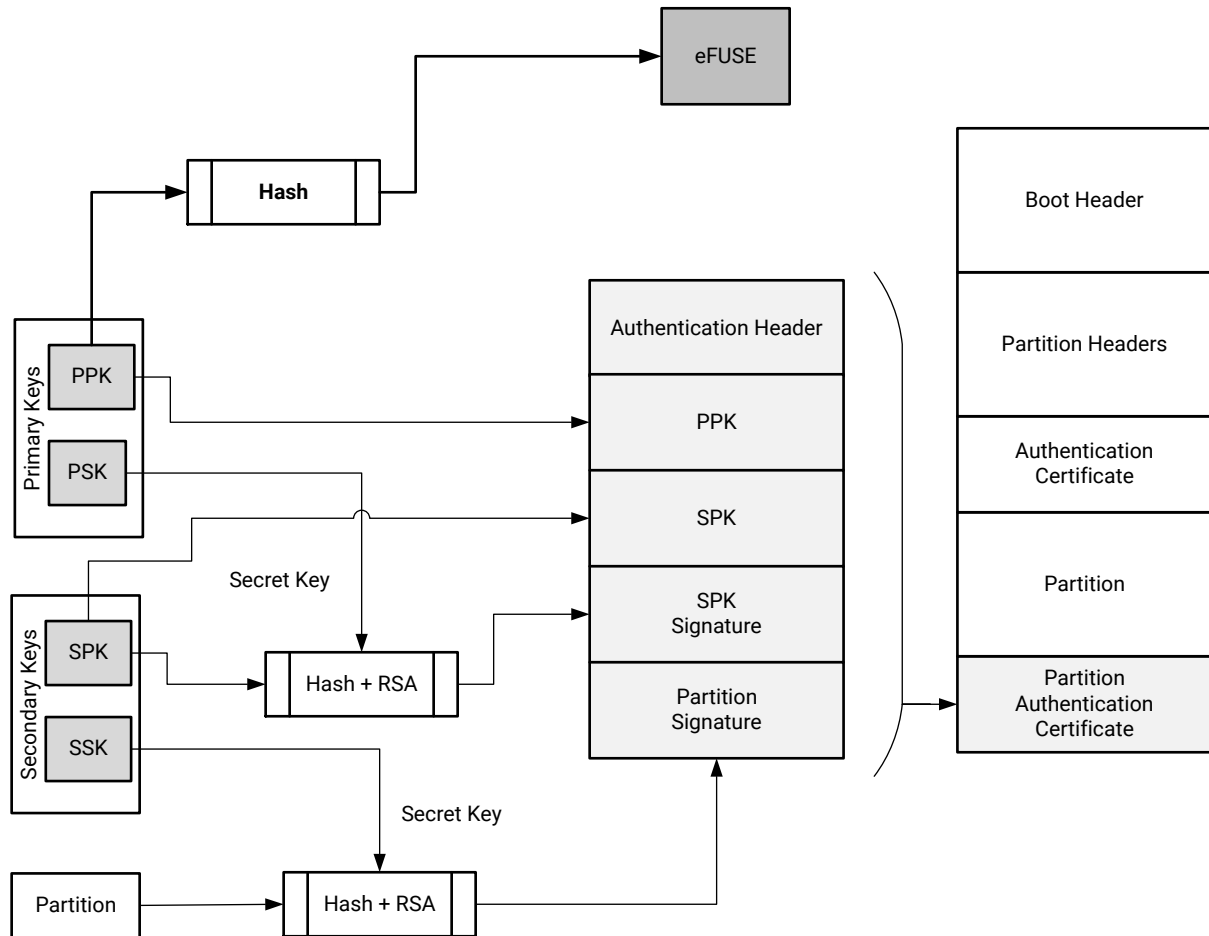 eFUSE
Hash
Boot Header
Partition Headers
Authentication
Certificate
Partition
Partition
Authentication
Certificate
Authentication Header
PPK
SPK
SPK
Signature
Partition
Signature
Primary Keys
PPK
PSK
Secret Key
Secondary Keys
SPK
SSK
Hash + RSA
Secret Key
Partition
Hash + RSA